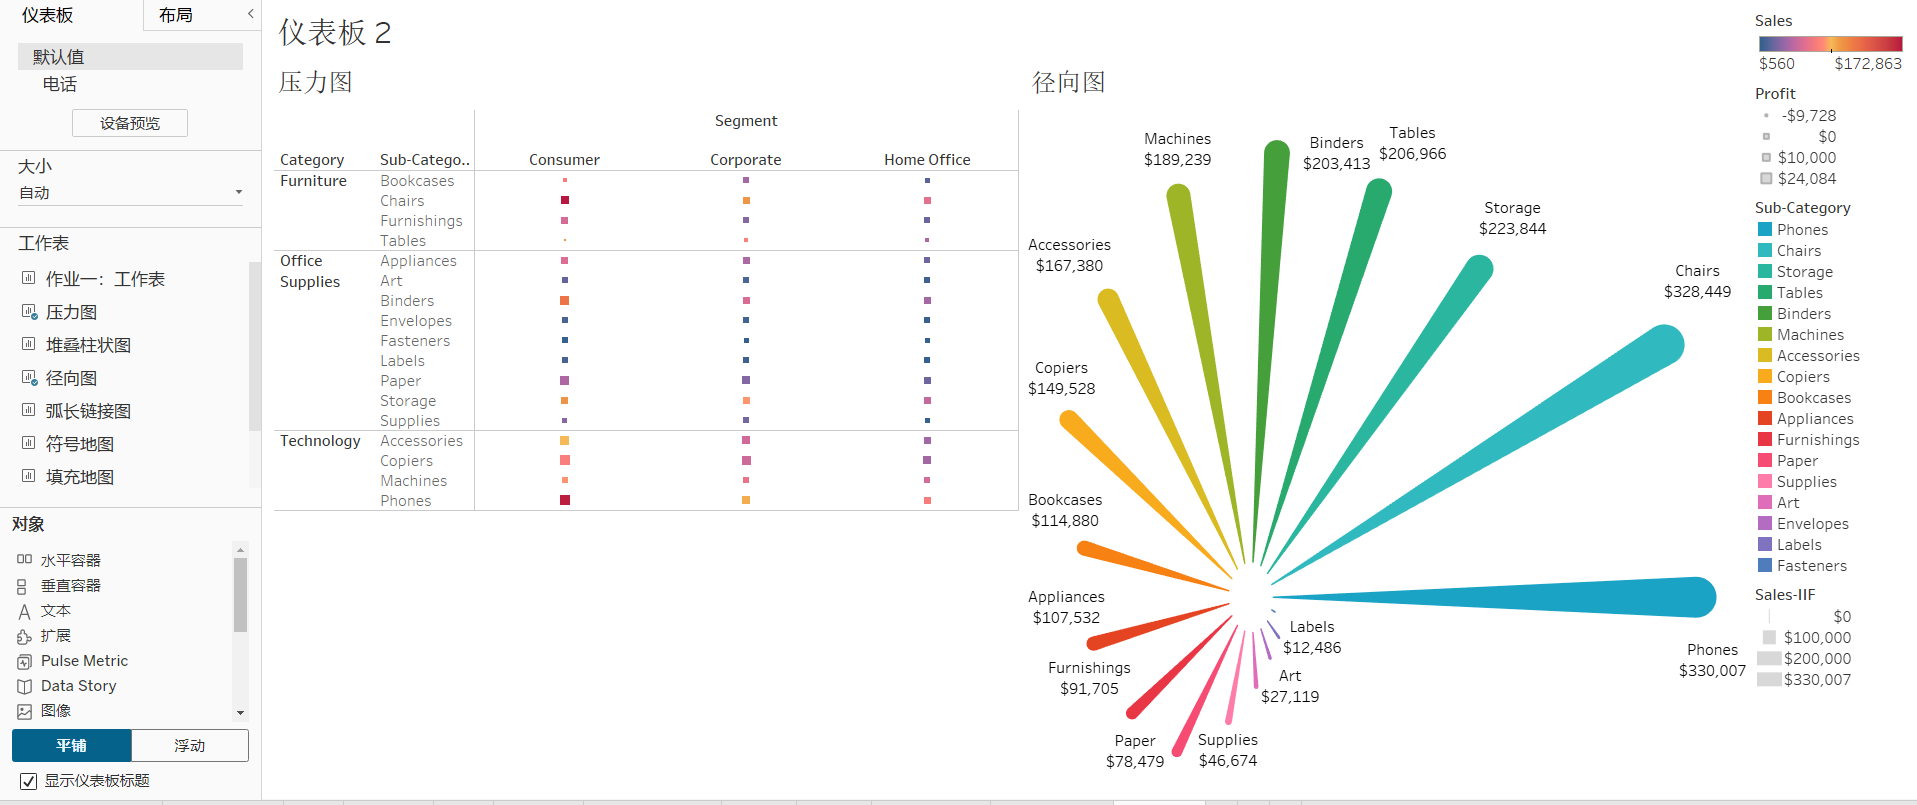 仪表板
布局
默认值
电话
设备预览
大小
自动
工作表
作业一：工作表
压力图
堆叠柱状图
径向图
弧长链接图
符号地图
填充地图
对象
水平容器
垂直容器
文本
扩展
Pulse Metric
Data Story
图像
平铺
浮动
显示仪表板标题
仪表板 2
压力图
Segment
Category Sub-Catego.. Consumer Corporate Home Office
Furniture Bookcases
Chairs
Furnishings
Tables
Office Appliances
Supplies Art
Binders
Envelopes
Fasteners
Labels
Paper
Storage
Supplies
Technology Accessories
Copiers
Machines
Phones
径向图
Machines
$189,239
Binders
$203,413
Tables
$206,966
Storage
$223,844
Accessories
$167,380
Chairs
$328,449
Copiers
$149,528
Bookcases
$114,880
Appliances
$107,532
Labels
$12,486
Furnishings
$91,705
Art
$27,119
Phones
$330,007
Paper
$78,479
Supplies
$46,674
Sales
$560 $172,863
Profit
-$9,728
$0
$10,000
$24,084
Sub-Category
Phones
Chairs
Storage
Tables
Binders
Machines
Accessories
Copiers
Bookcases
Appliances
Furnishings
Paper
Supplies
Art
Envelopes
Labels
Fasteners
Sales-IIF
$0
$100,000
$200,000
$330,007